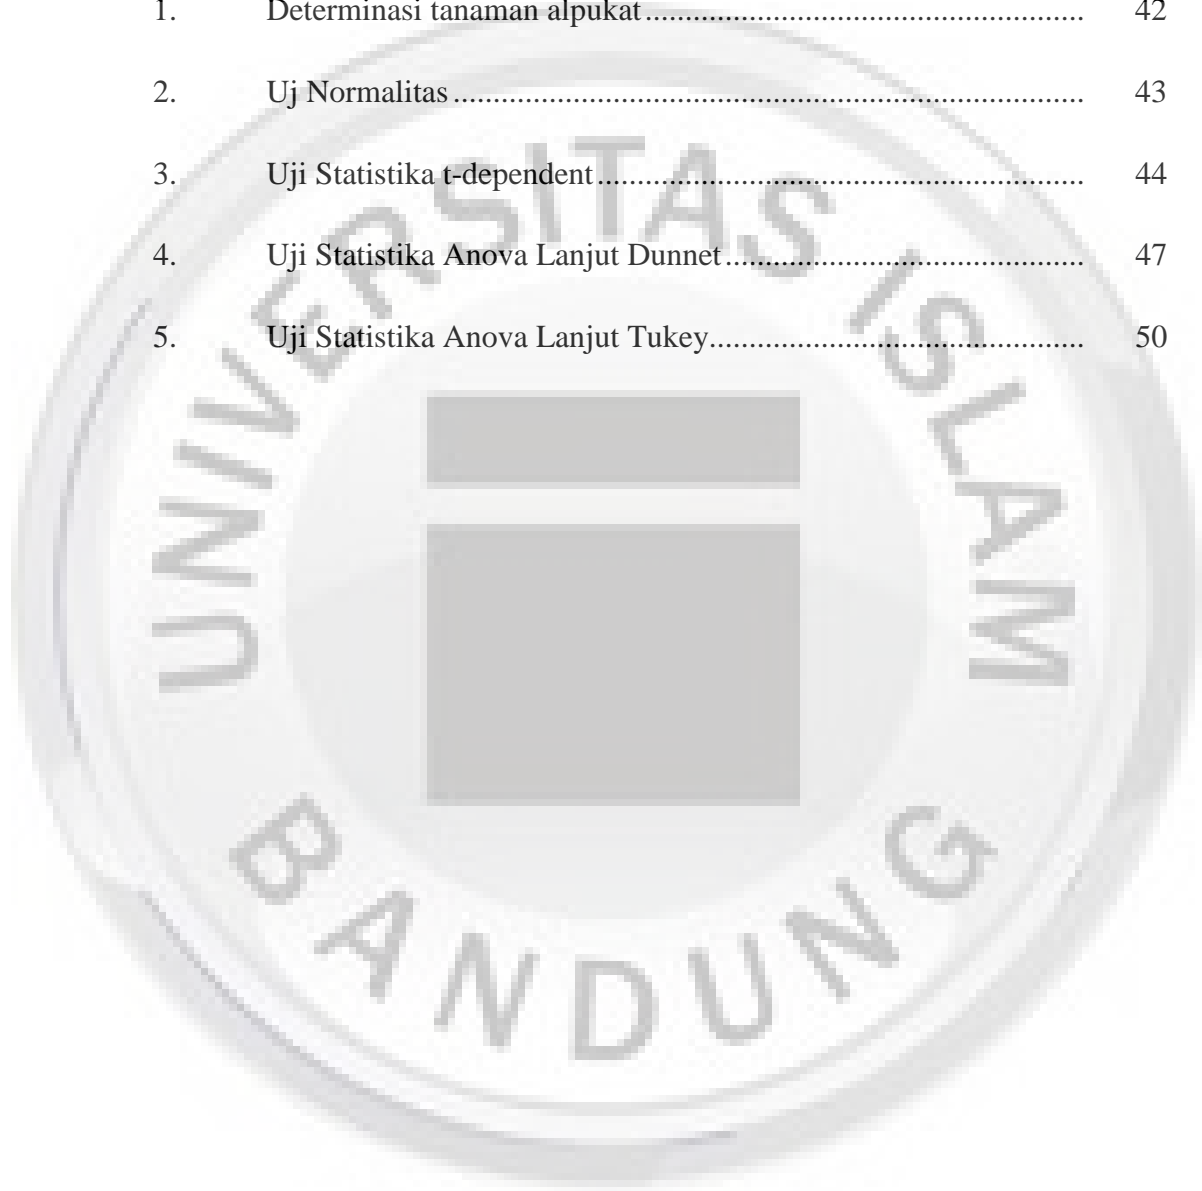 1. Determinasi tanaman alpukat ........................................................ 42
2. Uj Normalitas ................................................................................ 43
3. Uji Statistika t-dependent .............................................................. 44
4. Uji Statistika Anova Lanjut Dunnet .............................................. 47
5. Uji Statistika Anova Lanjut Tukey ................................................ 50
UNIVERSITAS ISLAM
BANDUNG